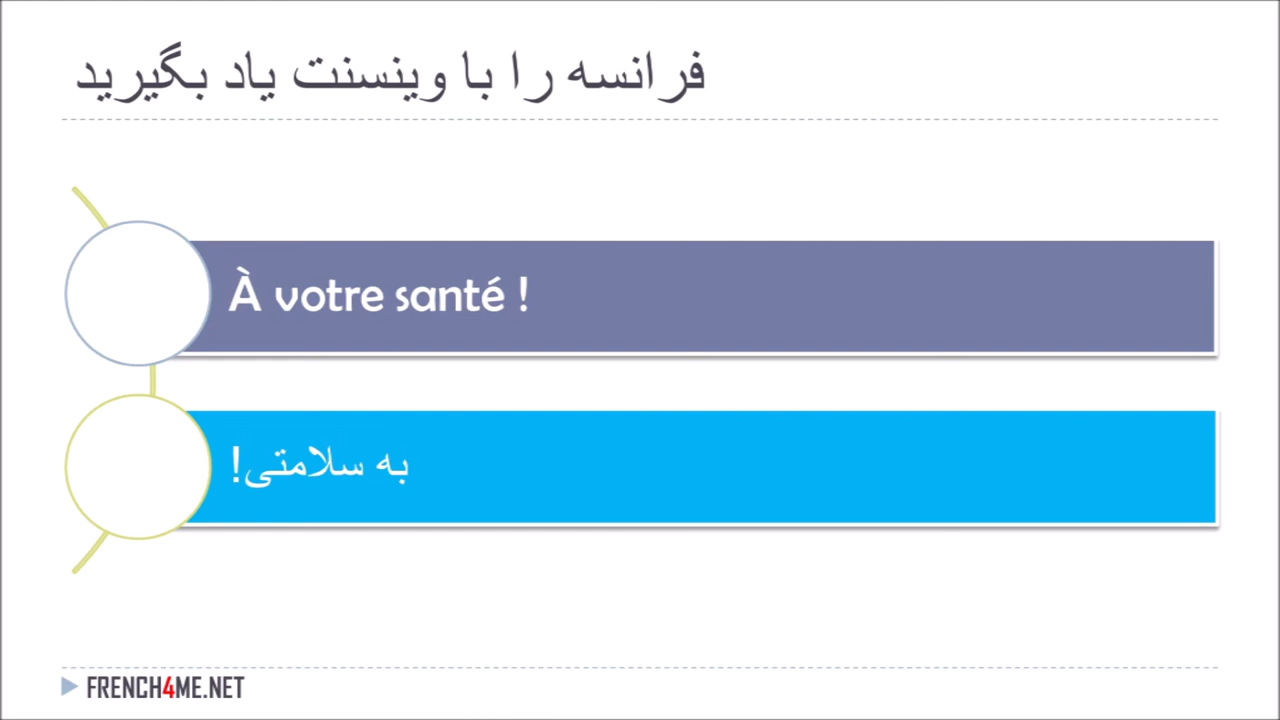 فرانسه را با وینسنت یاد بگیرید
À votre santé !
به سلامتی!
FRENCH4ME.NET